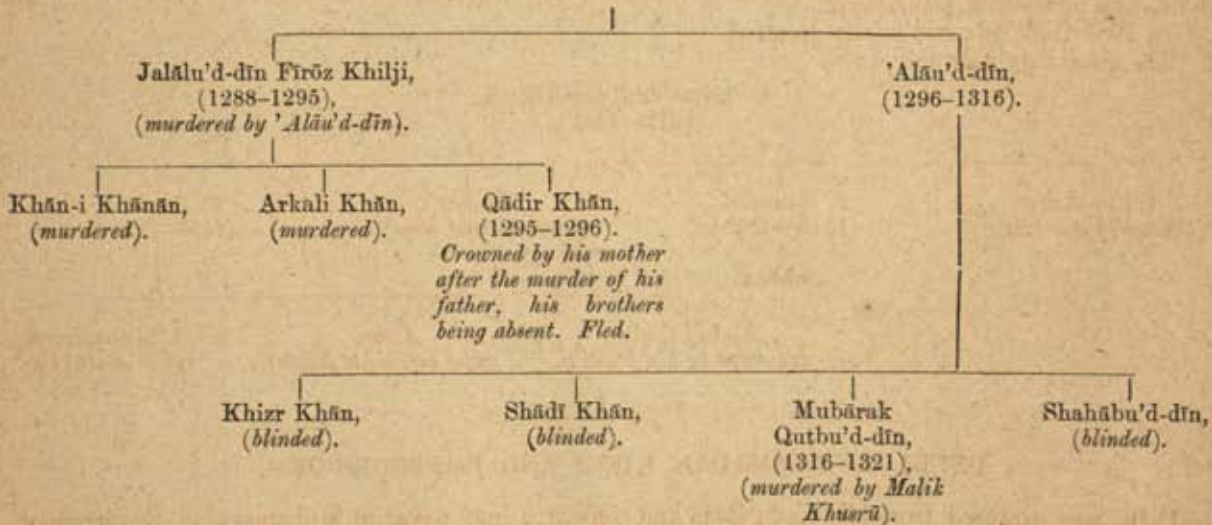 Jalālu'd-dīn Fīrōz Khilji,
(1288–1295),
(murdered by 'Alāu'd-dīn).
'Alāu'd-dīn,
(1296–1316).
Khān-i Khānān,
(murdered).
Arkali Khān,
(murdered).
Qādir Khān,
(1295–1296).
Crowned by his mother
after the murder of his
father, his brothers
being absent. Fled.
Khizr Khān,
(blinded).
Shādī Khān,
(blinded).
Mubārak
Qutbu'd-dīn,
(1316–1321),
(murdered by Malik
Khusrū).
Shahābu'd-dīn,
(blinded).